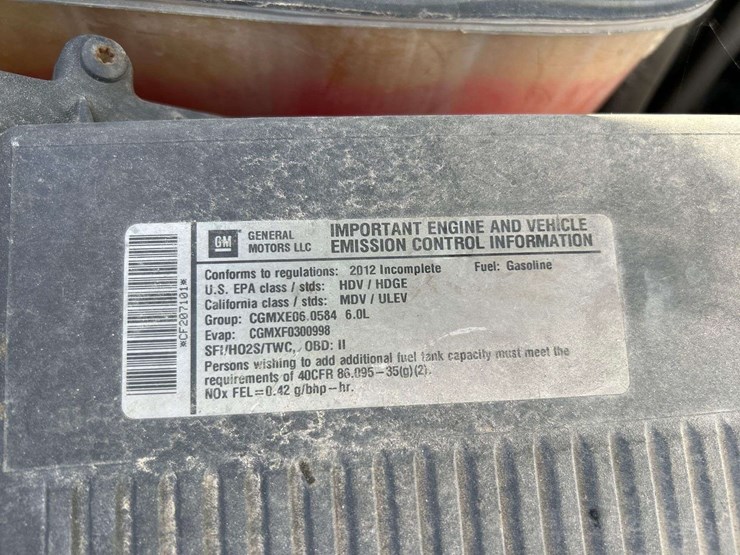 *CF207101*
GM GENERAL MOTORS LLC
IMPORTANT ENGINE AND VEHICLE
EMISSION CONTROL INFORMATION
Conforms to regulations: 2012 Incomplete Fuel: Gasoline
U.S. EPA class / stds: HDV / HDGE
California class / stds: MDV / ULEV
Group: CGMXE06.0584 6.0L
Evap: CGMXF0300998
SFI/HO2S/TWC, OBD: II
Persons wishing to add additional fuel tank capacity must meet the
requirements of 40CFR 86.095-35(g)(2).
NOx FEL=0.42 g/bhp-hr.